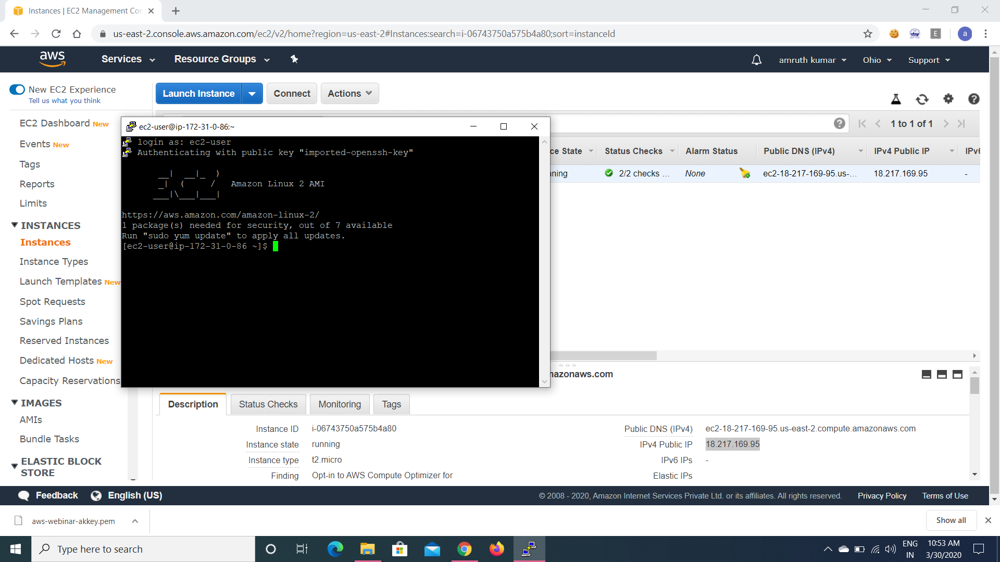 Instances | EC2 Management Con
us-east-2.console.aws.amazon.com/ec2/v2/home?region=us-east-2#Instances:search=i-06743750a575b4a80;sort=instanceId
E
a
aws
Services
Resource Groups
amruth kumar
Ohio
Support
New EC2 Experience
Tell us what you think
Launch Instance
Connect
Actions
EC2 Dashboard New
Events New
Tags
Reports
Limits
INSTANCES
Instances
Instance Types
Launch Templates New
Spot Requests
Savings Plans
Reserved Instances
Dedicated Hosts New
Capacity Reservations
IMAGES
AMIs
Bundle Tasks
ELASTIC BLOCK
STORE
1 to 1 of 1
ce State
Status Checks
Alarm Status
Public DNS (IPv4)
IPv4 Public IP
IPv6
ning
2/2 checks ...
None
ec2-18-217-169-95.us-...
18.217.169.95
-
ec2-user@ip-172-31-0-86:~
login as: ec2-user
Authenticating with public key "imported-openssh-key"
__|  __|_  )
_|  (     /   Amazon Linux 2 AMI
___|\___|___|
https://aws.amazon.com/amazon-linux-2/
1 package(s) needed for security, out of 7 available
Run "sudo yum update" to apply all updates.
[ec2-user@ip-172-31-0-86 ~]$
nazonaws.com
Description
Status Checks
Monitoring
Tags
Instance ID i-06743750a575b4a80
Instance state running
Instance type t2.micro
Finding Opt-in to AWS Compute Optimizer for
Public DNS (IPv4) ec2-18-217-169-95.us-east-2.compute.amazonaws.com
IPv4 Public IP 18.217.169.95
IPv6 IPs -
Elastic IPs
Feedback
English (US)
© 2008 - 2020, Amazon Internet Services Private Ltd. or its affiliates. All rights reserved.
Privacy Policy
Terms of Use
aws-webinar-akkey.pem
Show all
Type here to search
ENG
IN
10:53 AM
3/30/2020